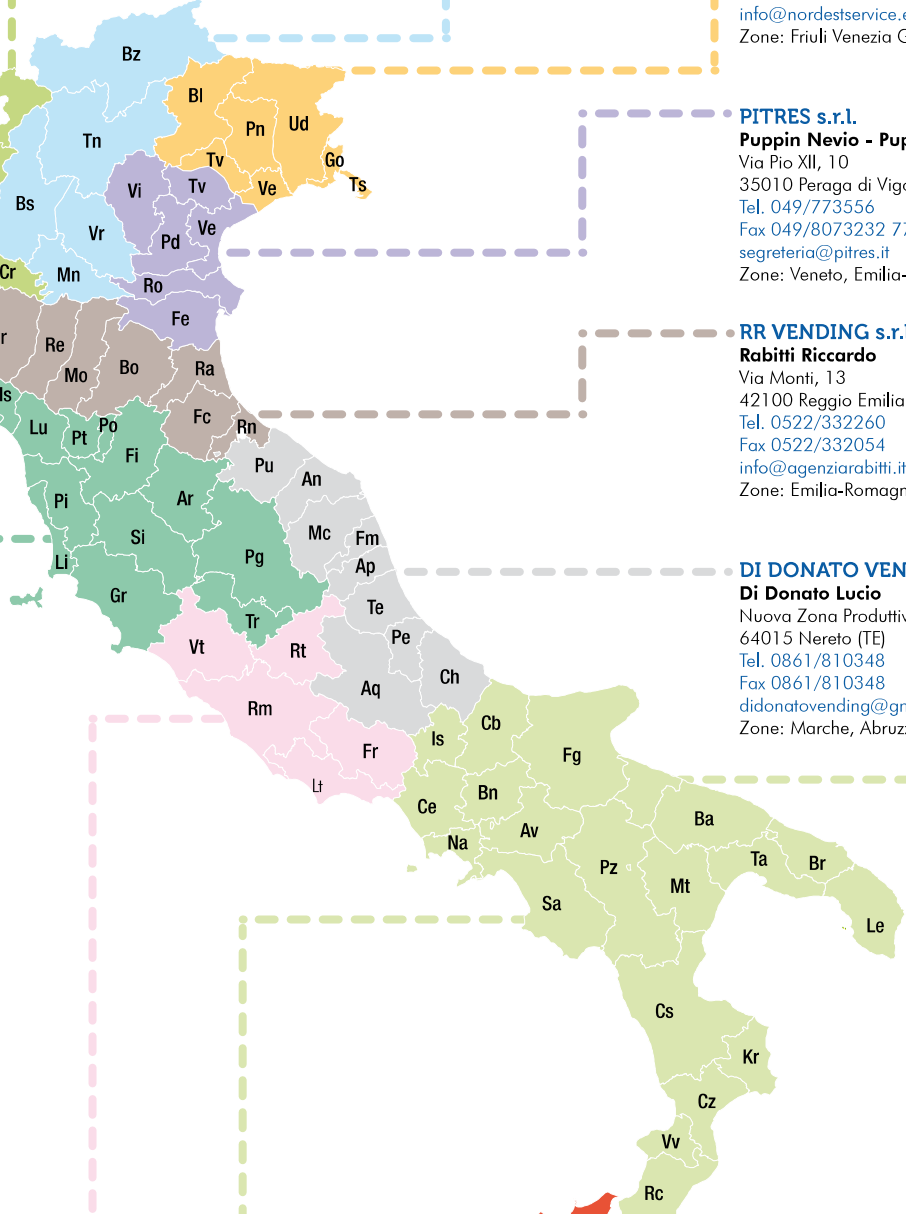 info@nordestservice.e
Zone: Friuli Venezia G
PITRES s.r.l.
Puppin Nevio - Pup
Via Pio XII, 10
35010 Peraga di Vigo
Tel. 049/773556
Fax 049/8073232 77
segreteria@pitres.it
Zone: Veneto, Emilia-
RR VENDING s.r.l
Rabitti Riccardo
Via Monti, 13
42100 Reggio Emilia
Tel. 0522/332260
Fax 0522/332054
info@agenziarabitti.it
Zone: Emilia-Romagn
DI DONATO VEN
Di Donato Lucio
Nuova Zona Produttiv
64015 Nereto (TE)
Tel. 0861/810348
Fax 0861/810348
didonatovending@gm
Zone: Marche, Abruzz
Bz
Bl
Tn
Pn
Ud
Tv
Go
Vi
Tv
Ve
Ts
Bs
Vr
Pd
Ve
Cr
Mn
Ro
Fe
r
Re
Mo
Bo
Ra
Ms
Lu
Pt
Po
Fc
Rn
Fi
Pu
An
Pi
Ar
Si
Mc
Fm
Li
Pg
Ap
Gr
Te
Tr
Pe
Vt
Rt
Aq
Ch
Rm
Cb
Is
Fr
Fg
Lt
Bn
Ce
Ba
Av
Na
Pz
Ta
Br
Mt
Sa
Le
Cs
Kr
Cz
Vv
Rc